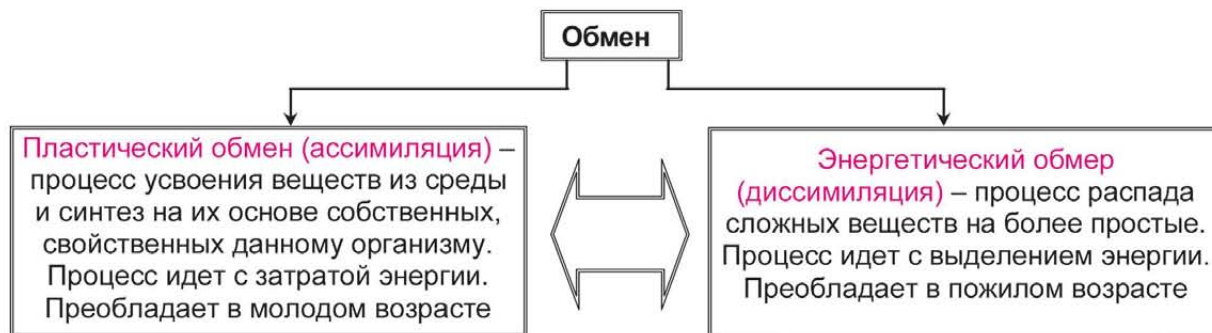 Обмен
Пластический обмен (ассимиляция) –
процесс усвоения веществ из среды
и синтез на их основе собственных,
свойственных данному организму.
Процесс идет с затратой энергии.
Преобладает в молодом возрасте
Энергетический обмер
(диссимиляция) – процесс распада
сложных веществ на более простые.
Процесс идет с выделением энергии.
Преобладает в пожилом возрасте